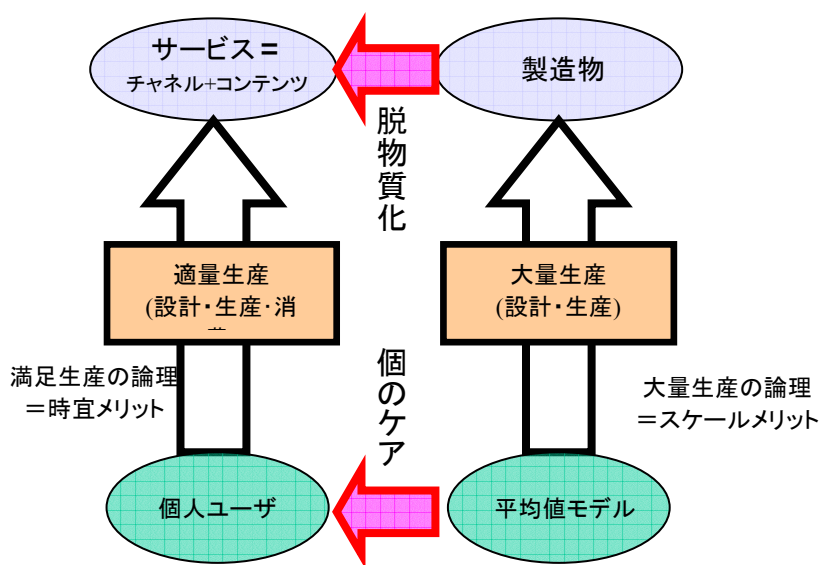 サービス＝
チャネル+コンテンツ
製造物
脱物質化
適量生産
(設計・生産・消
大量生産
(設計・生産)
満足生産の論理
＝時宜メリット
個のケア
大量生産の論理
＝スケールメリット
個人ユーザ
平均値モデル